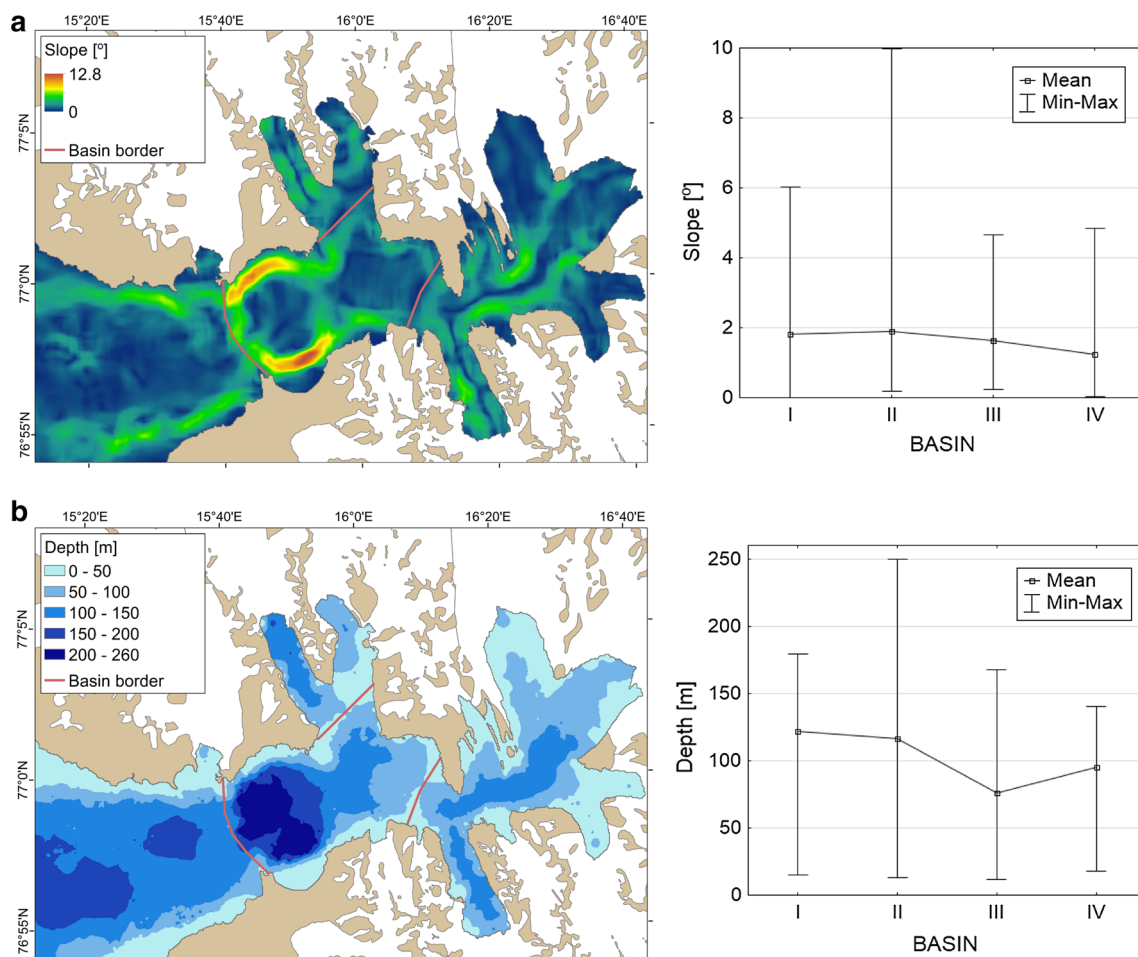 a
15°20'E 15°40'E 16°0'E 16°20'E 16°40'E
Slope [º]
12.8
0
Basin border
77°5'N
77°0'N
76°55'N
10
8
6
4
2
0
Slope [º]
Mean
Min-Max
I II III IV
BASIN
b
15°20'E 15°40'E 16°0'E 16°20'E 16°40'E
Depth [m]
0 - 50
50 - 100
100 - 150
150 - 200
200 - 260
Basin border
77°5'N
77°0'N
76°55'N
250
200
150
100
50
0
Depth [m]
Mean
Min-Max
I II III IV
BASIN